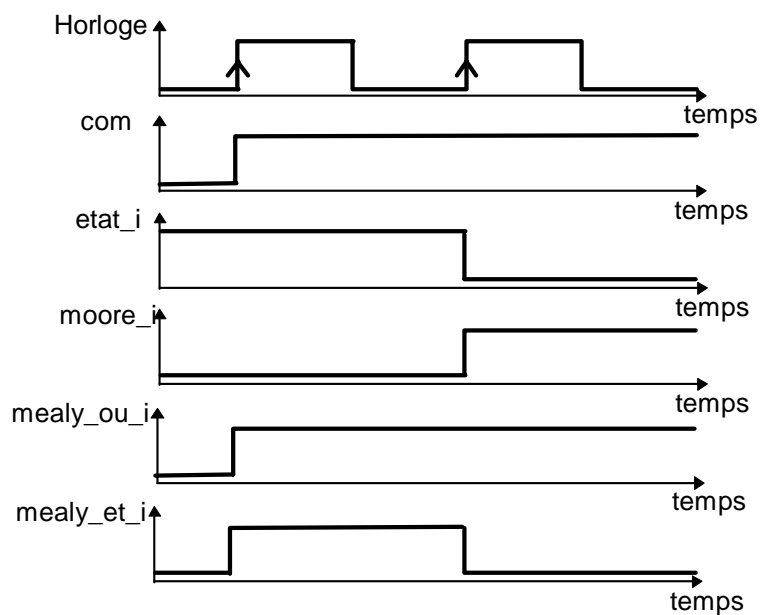 Horloge
temps
com
temps
etat_i
temps
moore_i
temps
mealy_ou_i
temps
mealy_et_i
temps